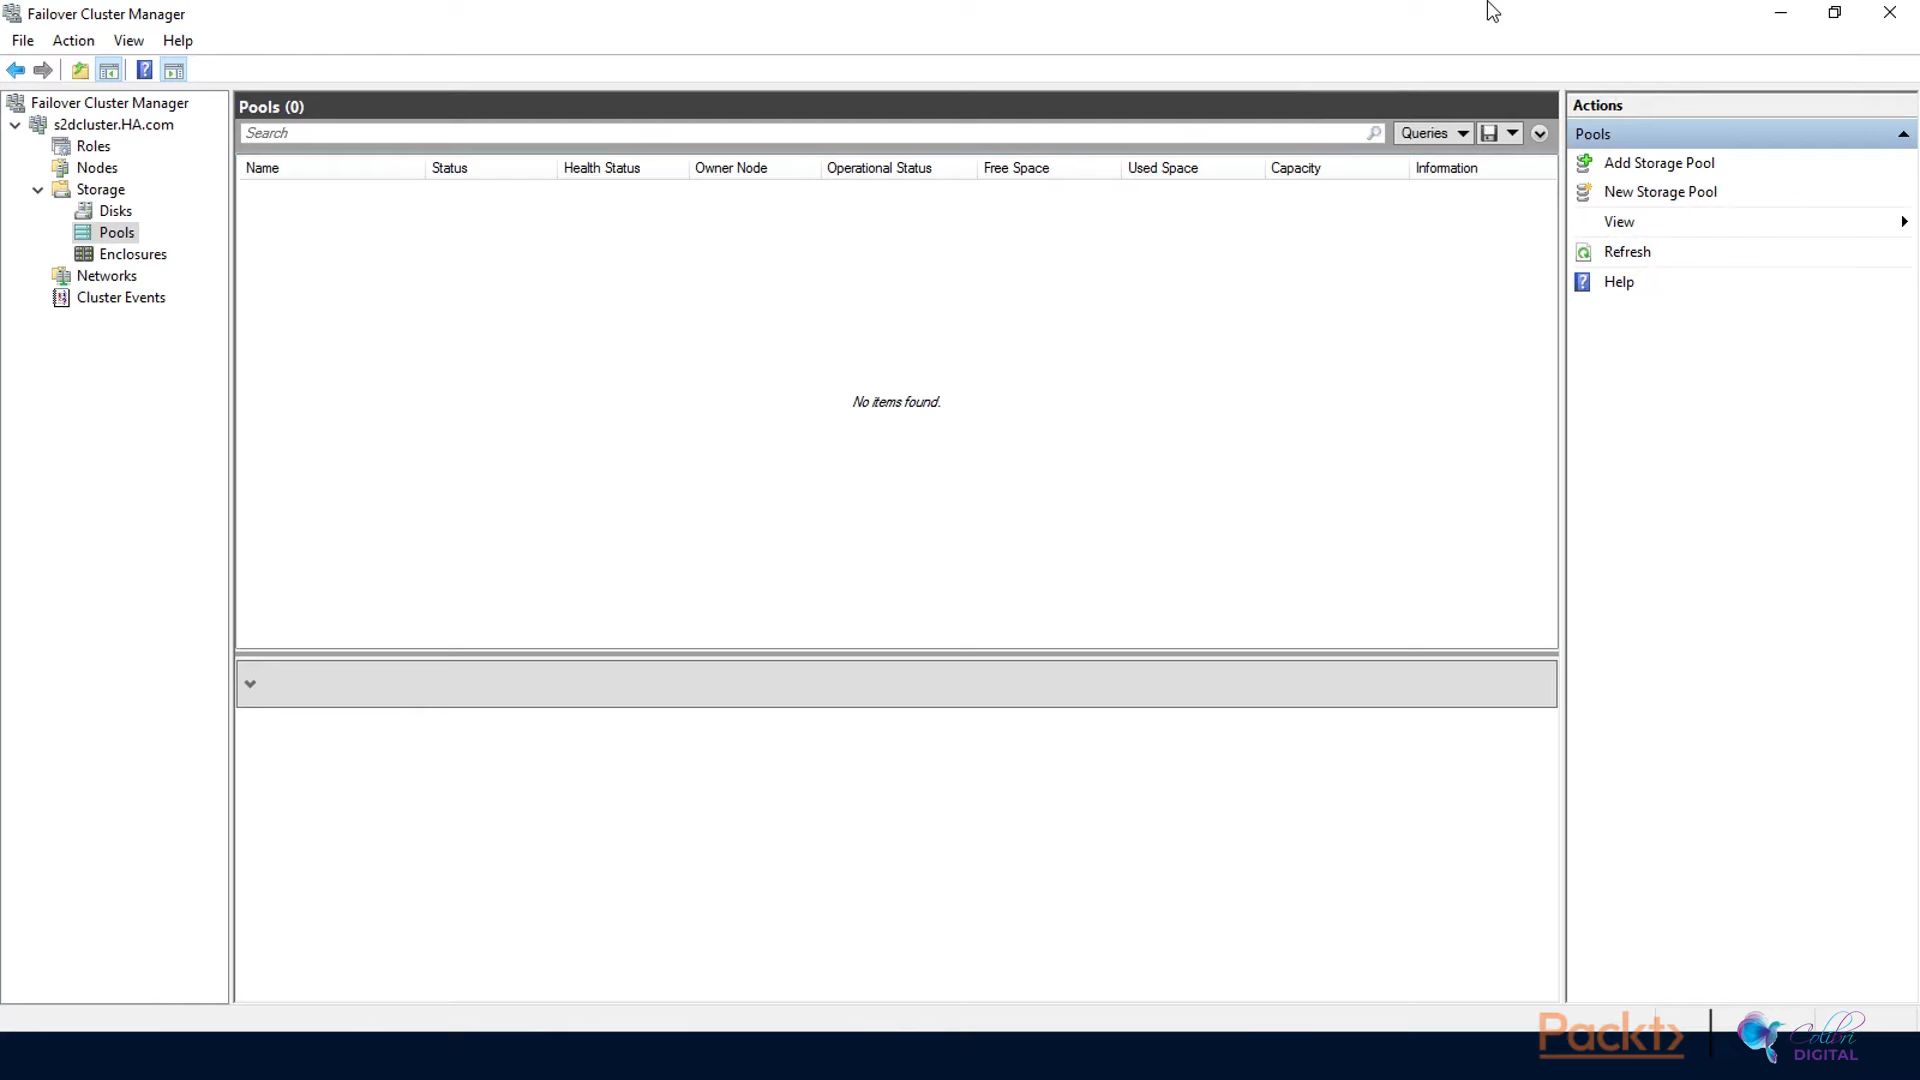 Failover Cluster Manager
File Action View Help
Failover Cluster Manager
s2dcluster.HA.com
Roles
Nodes
Storage
Disks
Pools
Enclosures
Networks
Cluster Events
Pools (0)
Search
Queries
Name Status Health Status Owner Node Operational Status Free Space Used Space Capacity Information
No items found.
Actions
Pools
Add Storage Pool
New Storage Pool
View
Refresh
Help
Packt
Colibri
DIGITAL